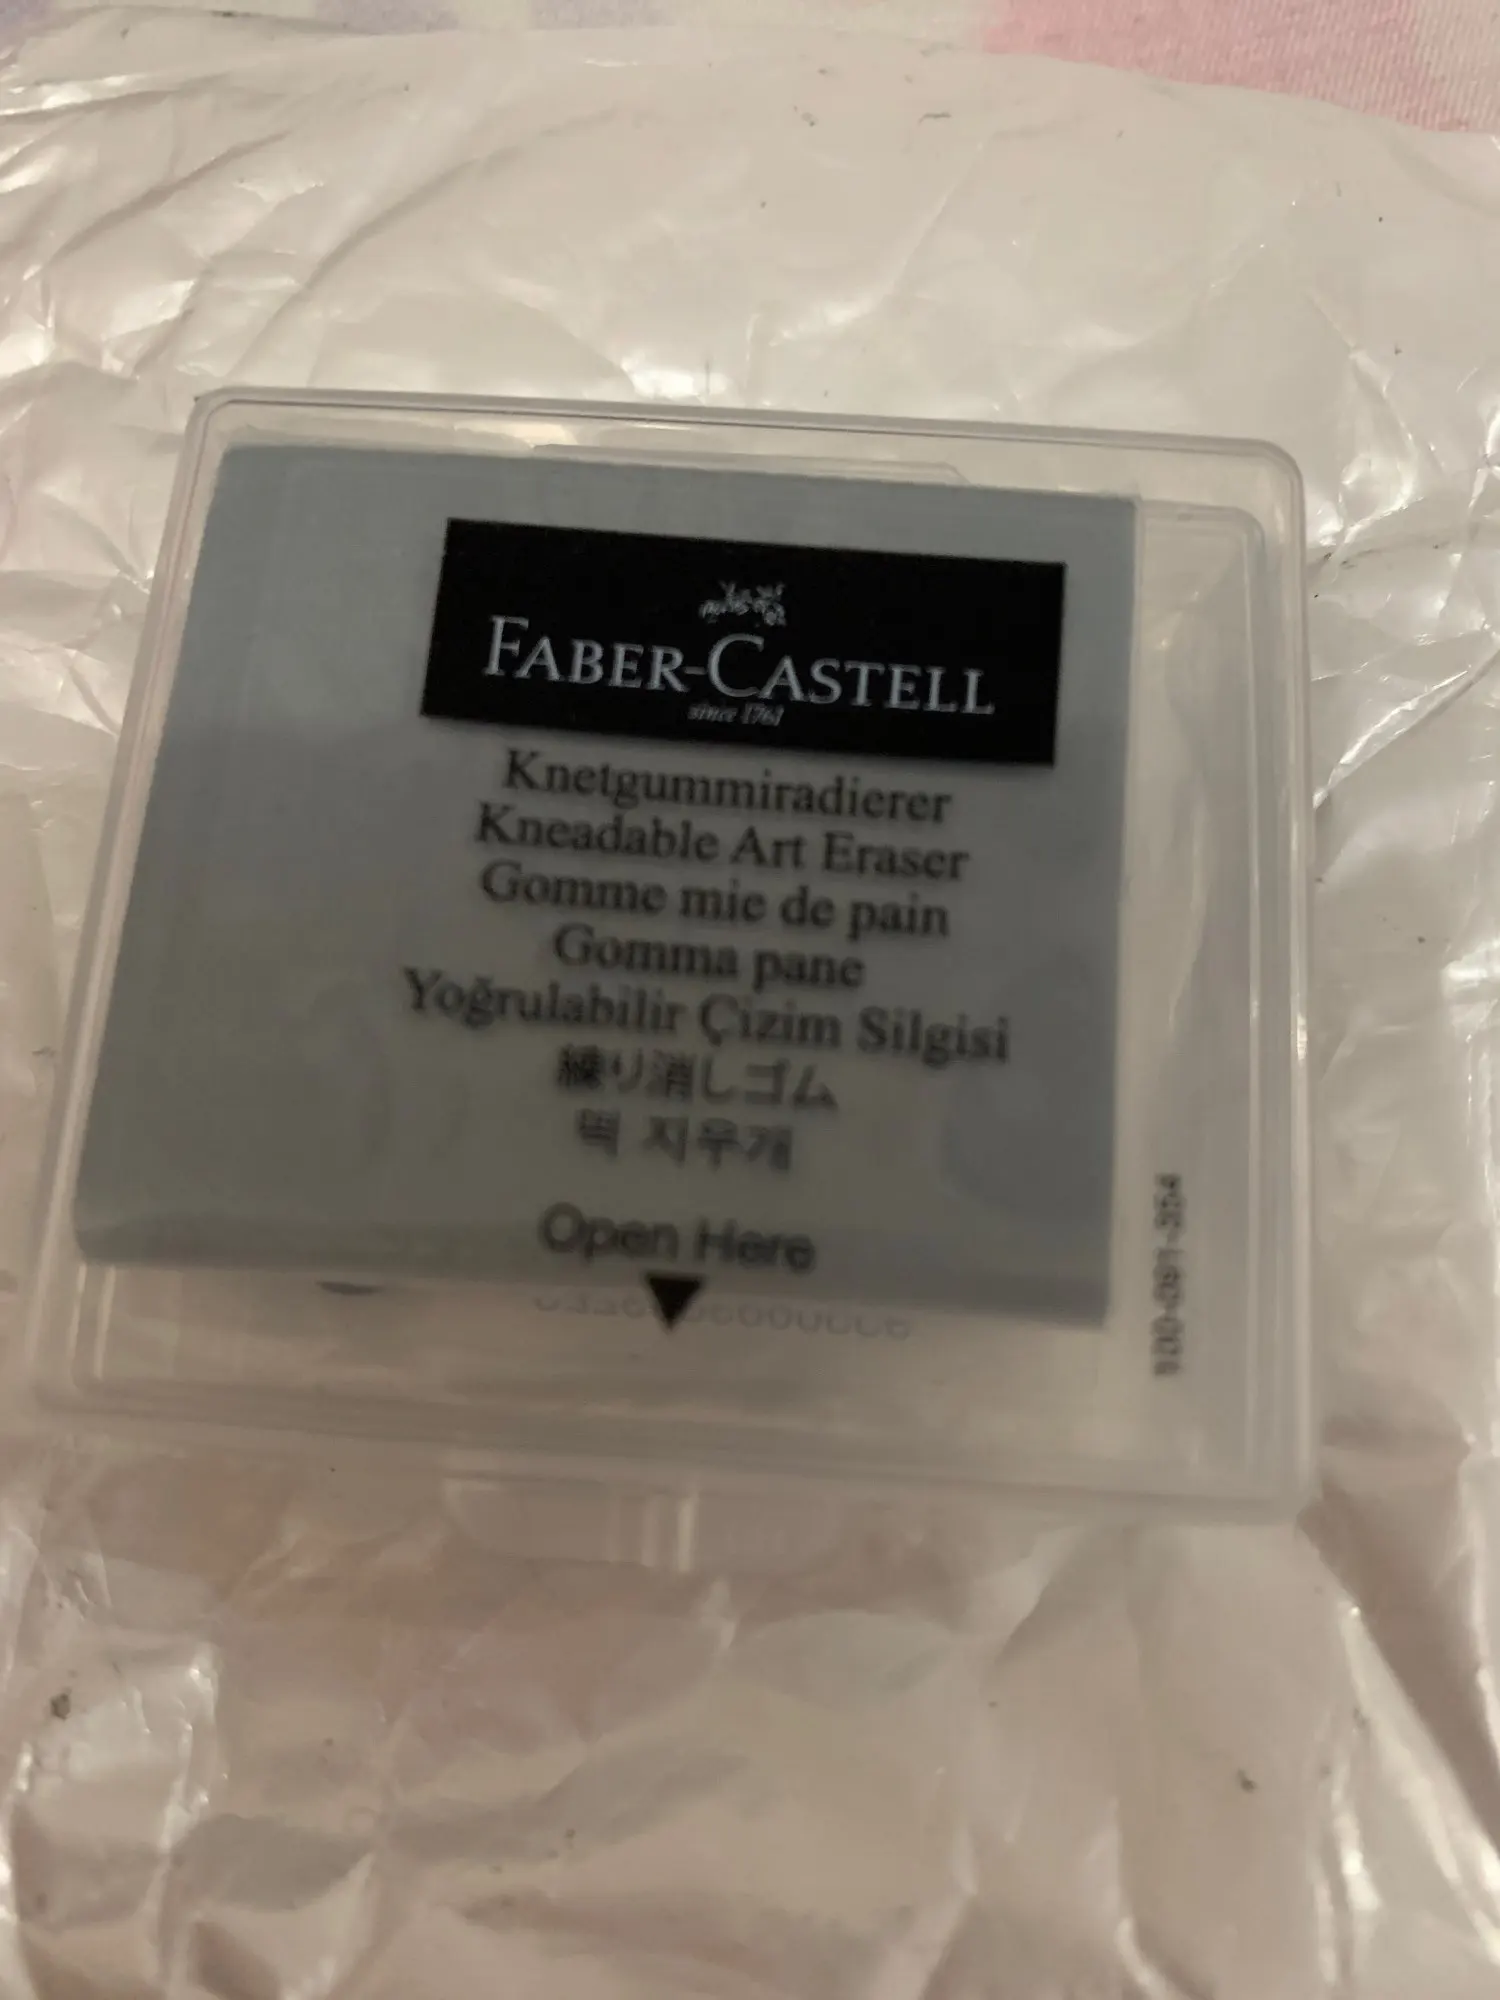 FABER-CASTELL
since 1761
Knetgummiradierer
Kneadable Art Eraser
Gomme mie de pain
Gomma pane
Yoğrulabilir Çizim Silgisi
練り消しゴム
떡 지우개
Open Here